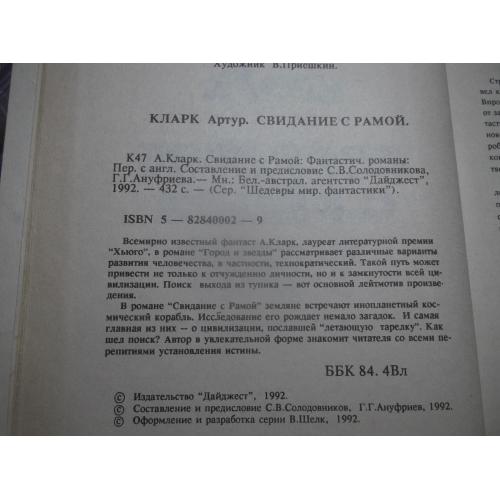 Художник В.Приешкин.
КЛАРК Артур. СВИДАНИЕ С РАМОЙ.
К47 А.Кларк. Свидание с Рамой: Фантастич. романы:
Пер. с англ. Составление и предисловие С.В.Солодовникова,
Г.Г.Ануфриева.— Мн.: Бел.-австрал. агентство "Дайджест",
1992. — 432 с. — (Сер. "Шедевры мир. фантастики").
ISBN 5 — 82840002 — 9
Всемирно известный фантаст А.Кларк, лауреат литературной премии
"Хьюго", в романе "Город и звезды" рассматривает различные варианты
развития человечества, в частности, технократический. Такой путь может
привести не только к отчуждению личности, но и к замкнутости всей ци-
вилизации. Поиск выхода из тупика — вот основной лейтмотив произве-
дения.
В романе "Свидание с Рамой" земляне встречают инопланетный кос-
мический корабль. Исследование его рождает немало загадок. И самая
главная из них – о цивилизации, пославшей "летающую тарелку". Как
шел поиск? Автор в увлекательной форме знакомит читателя со всеми пе-
репитиями установления истины.
ББК 84. 4Вл
© Издательство "Дайджест", 1992.
© Составление и предисловие С.В.Солодовников, Г.Г.Ануфриев, 1992.
© Оформление и разработка серии В.Шелк, 1992.